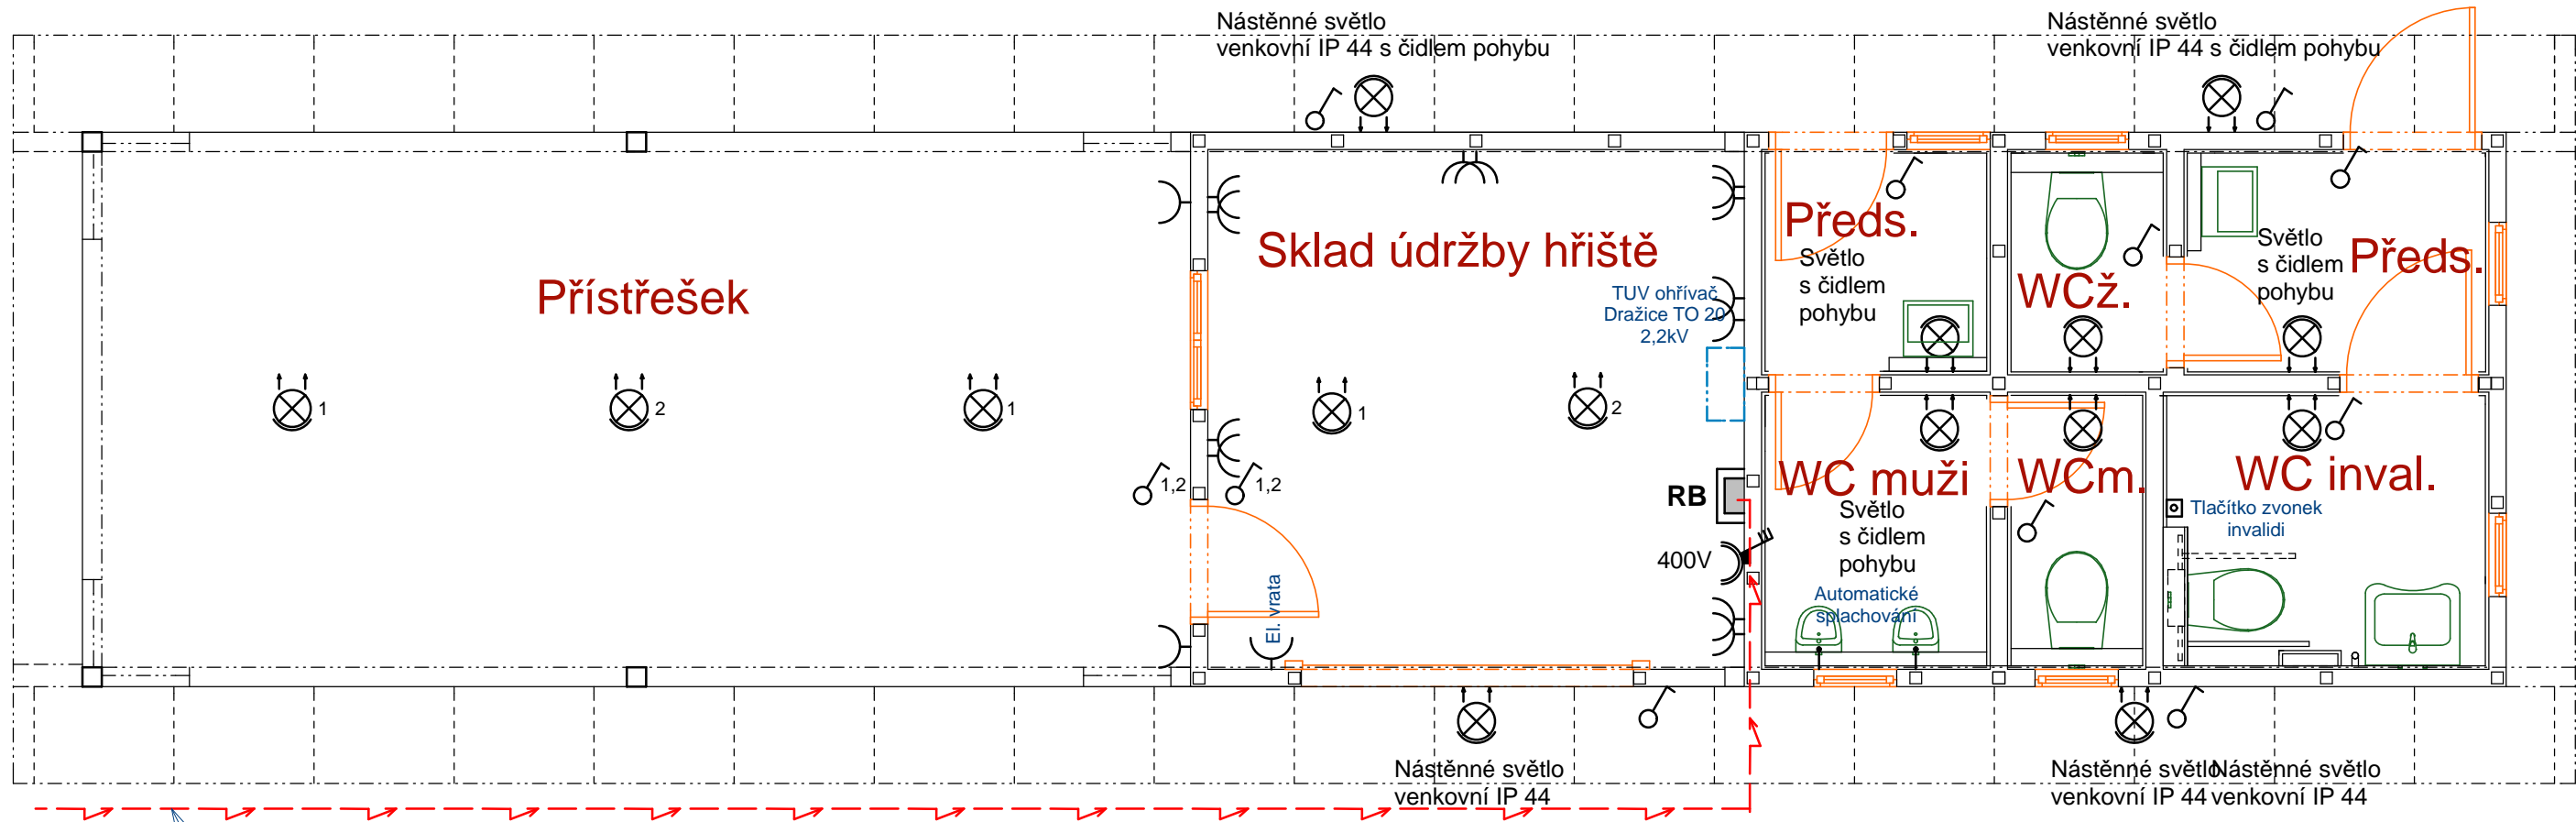 Nástěnné světlo
venkovní IP 44 s čidlem pohybu
Nástěnné světlo
venkovní IP 44 s čidlem pohybu
Přístřešek
1
2
1
1,2
Sklad údržby hřiště
TUV ohřívač
Dražice TO 20
2,2kV
1
2
1,2
RB
400V
El. vrata
Předs.
Světlo
s čidlem
pohybu
WCž.
Světlo
s čidlem
pohybu
Předs.
WC muži
Světlo
s čidlem
pohybu
Automatické
splachování
WCm.
WC inval.
Tlačítko zvonek
invalidi
Nástěnné světlo
venkovní IP 44
Nástěnné světlo
venkovní IP 44
Nástěnné světlo
venkovní IP 44